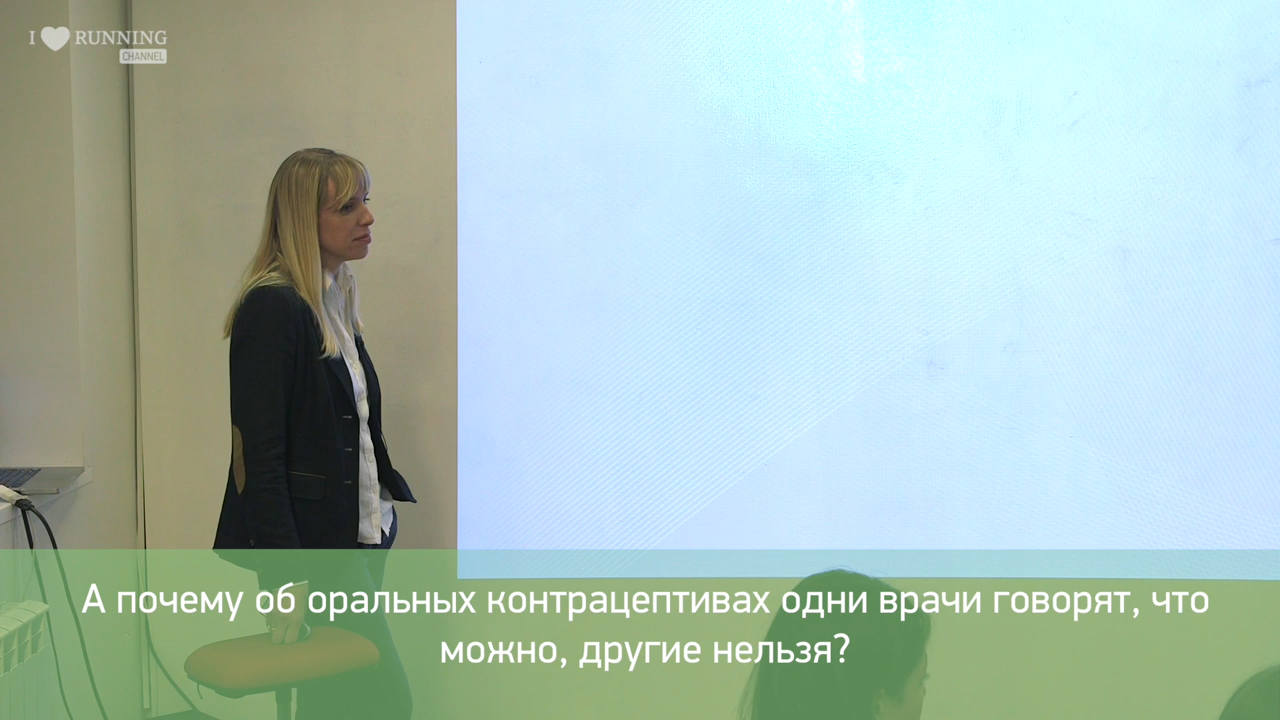 I RUNNING
CHANNEL
А почему об оральных контрацептивах одни врачи говорят, что
можно, другие нельзя?